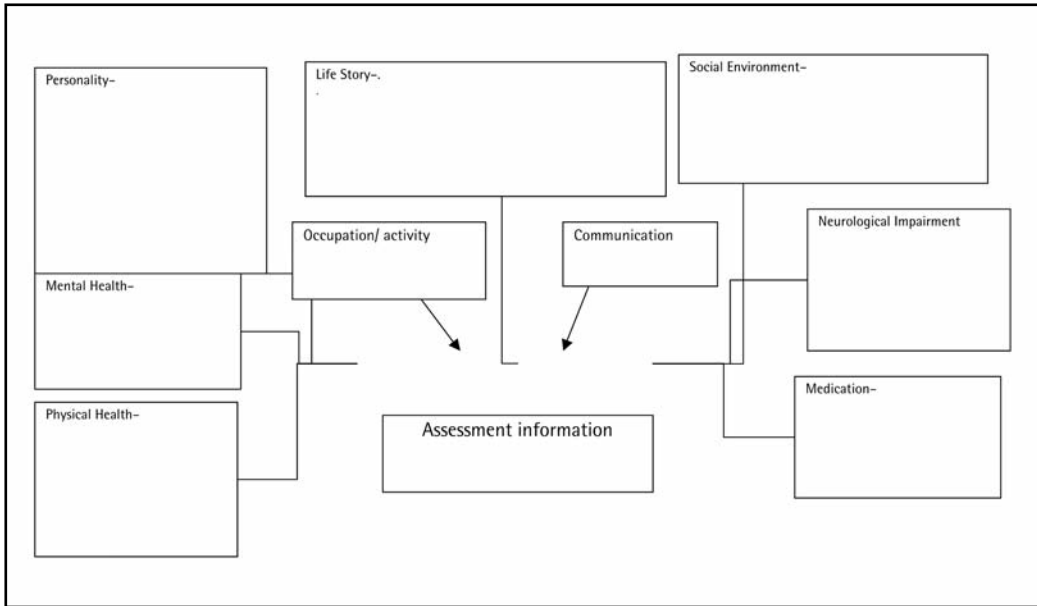 Personality–
Life Story–.
.
Social Environment–
Occupation/ activity
Communication
Neurological Impairment
Mental Health–
Medication–
Physical Health–
Assessment information